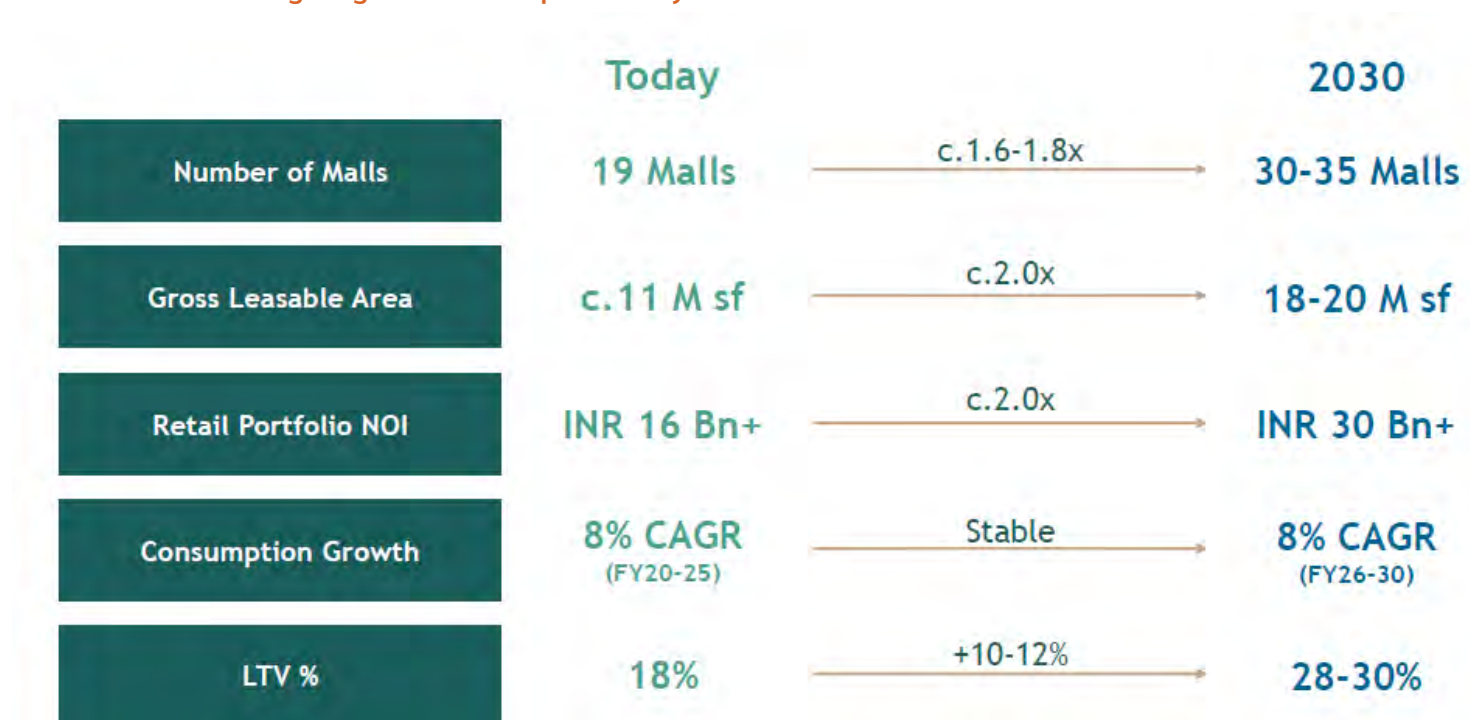 Today 2030
Number of Malls 19 Malls c.1.6-1.8x 30-35 Malls
Gross Leasable Area c.11 M sf c.2.0x 18-20 M sf
Retail Portfolio NOI INR 16 Bn+ c.2.0x INR 30 Bn+
Consumption Growth 8% CAGR Stable 8% CAGR
(FY20-25) (FY26-30)
LTV % 18% +10-12% 28-30%